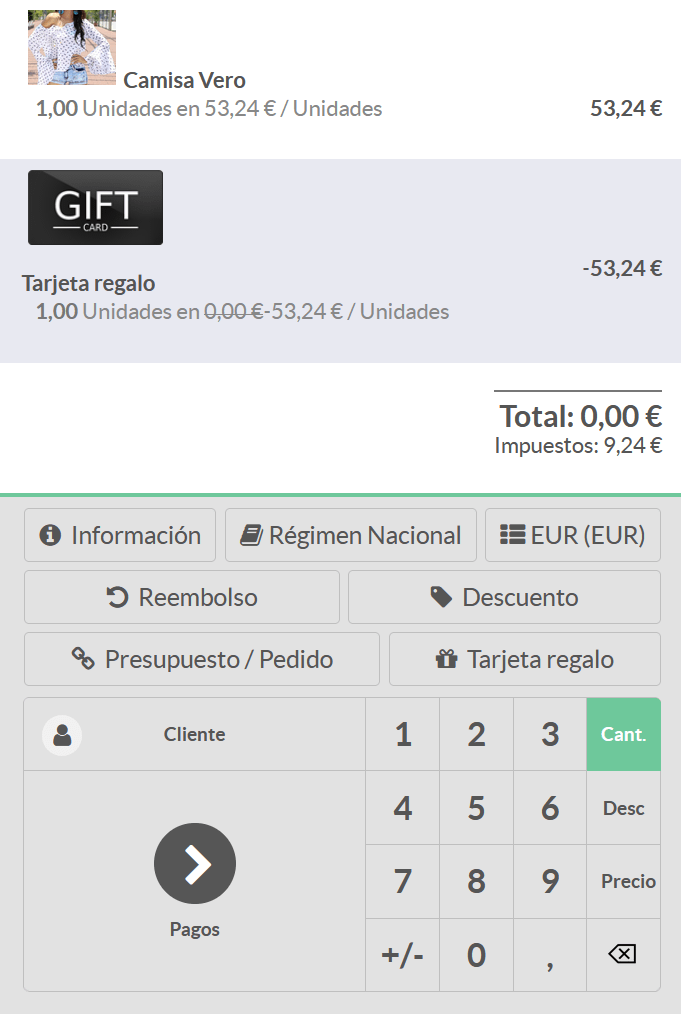 Camisa Vero
1,00 Unidades en 53,24 € / Unidades 53,24 €
GIFT
CARD
-53,24 €
Tarjeta regalo
1,00 Unidades en 0,00 €-53,24 € / Unidades
Total: 0,00 €
Impuestos: 9,24 €
Información Régimen Nacional EUR (EUR)
Reembolso Descuento
Presupuesto / Pedido Tarjeta regalo
Cliente 1 2 3 Cant.
4 5 6 Desc
7 8 9 Precio
Pagos
+/- 0 ,